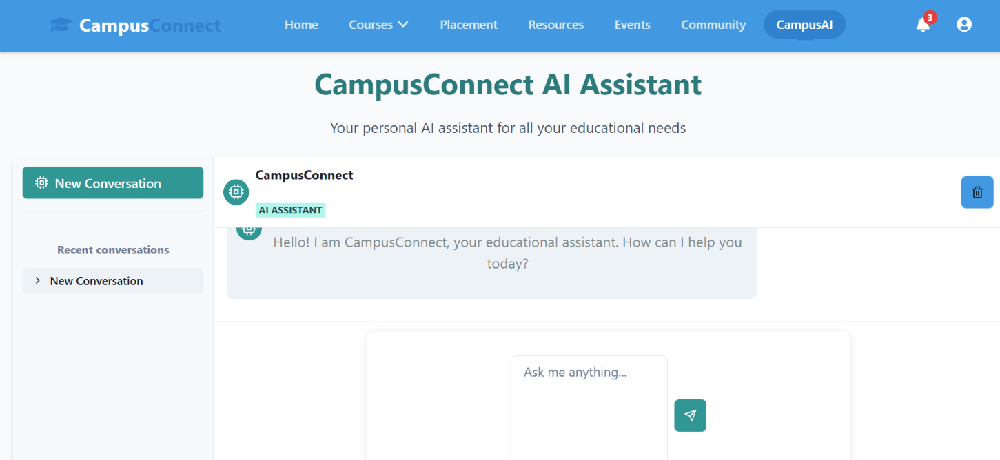 CampusConnect
Home
Courses
Placement
Resources
Events
Community
CampusAI
3
CampusConnect AI Assistant
Your personal AI assistant for all your educational needs
New Conversation
Recent conversations
New Conversation
CampusConnect
AI ASSISTANT
Hello! I am CampusConnect, your educational assistant. How can I help you
today?
Ask me anything...